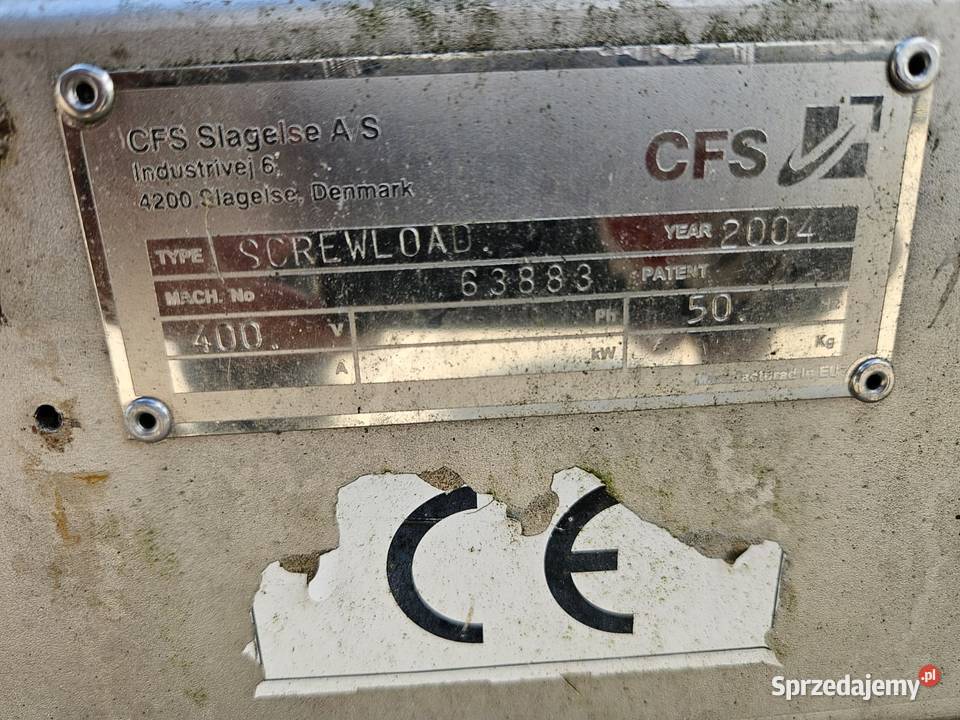 CFS Slagelse A/S
Industrivej 6
4200 Slagelse, Denmark
CFS
TYPE SCREWLOAD. YEAR 2004
MACH. No 63883 PATENT
400. V Ph 50.
A kW Kg
Manufactured in EU
CE
Sprzedajemy.pl